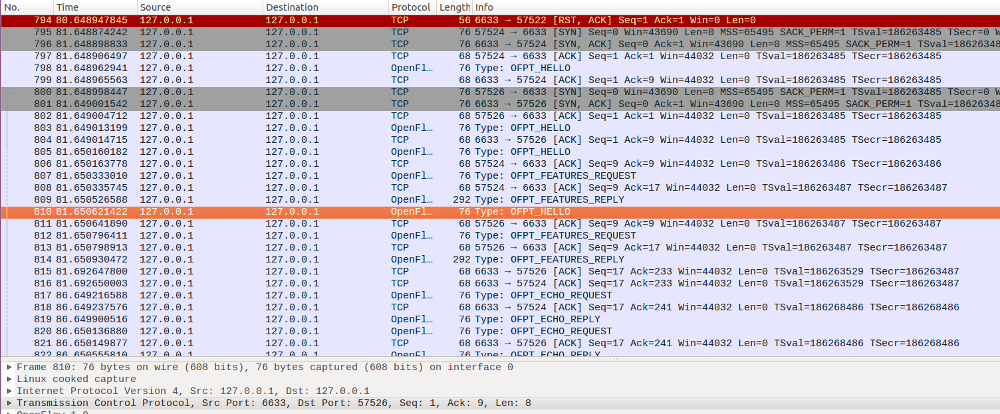 No. Time Source Destination Protocol Length Info
794 80.648947845 127.0.0.1 127.0.0.1 TCP 56 6633 → 57522 [RST, ACK] Seq=1 Ack=1 Win=0 Len=0
795 81.648874242 127.0.0.1 127.0.0.1 TCP 76 57524 → 6633 [SYN] Seq=0 Win=43690 Len=0 MSS=65495 SACK_PERM=1 TSval=186263485 TSecr=0 W
796 81.648898833 127.0.0.1 127.0.0.1 TCP 76 6633 → 57524 [SYN, ACK] Seq=0 Ack=1 Win=43690 Len=0 MSS=65495 SACK_PERM=1 TSval=18626348
797 81.648906497 127.0.0.1 127.0.0.1 TCP 68 57524 → 6633 [ACK] Seq=1 Ack=1 Win=44032 Len=0 TSval=186263485 TSecr=186263485
798 81.648962941 127.0.0.1 127.0.0.1 OpenFl… 76 Type: OFPT_HELLO
799 81.648965563 127.0.0.1 127.0.0.1 TCP 68 6633 → 57524 [ACK] Seq=1 Ack=9 Win=44032 Len=0 TSval=186263485 TSecr=186263485
800 81.648998447 127.0.0.1 127.0.0.1 TCP 76 57526 → 6633 [SYN] Seq=0 Win=43690 Len=0 MSS=65495 SACK_PERM=1 TSval=186263485 TSecr=0 W
801 81.649001542 127.0.0.1 127.0.0.1 TCP 76 6633 → 57526 [SYN, ACK] Seq=0 Ack=1 Win=43690 Len=0 MSS=65495 SACK_PERM=1 TSval=18626348
802 81.649004712 127.0.0.1 127.0.0.1 TCP 68 57526 → 6633 [ACK] Seq=1 Ack=1 Win=44032 Len=0 TSval=186263485 TSecr=186263485
803 81.649013199 127.0.0.1 127.0.0.1 OpenFl… 76 Type: OFPT_HELLO
804 81.649014715 127.0.0.1 127.0.0.1 TCP 68 6633 → 57526 [ACK] Seq=1 Ack=9 Win=44032 Len=0 TSval=186263485 TSecr=186263485
805 81.650160182 127.0.0.1 127.0.0.1 OpenFl… 76 Type: OFPT_HELLO
806 81.650163778 127.0.0.1 127.0.0.1 TCP 68 57524 → 6633 [ACK] Seq=9 Ack=9 Win=44032 Len=0 TSval=186263486 TSecr=186263486
807 81.650333010 127.0.0.1 127.0.0.1 OpenFl… 76 Type: OFPT_FEATURES_REQUEST
808 81.650335745 127.0.0.1 127.0.0.1 TCP 68 57524 → 6633 [ACK] Seq=9 Ack=17 Win=44032 Len=0 TSval=186263487 TSecr=186263487
809 81.650526588 127.0.0.1 127.0.0.1 OpenFl… 292 Type: OFPT_FEATURES_REPLY
810 81.650621422 127.0.0.1 127.0.0.1 OpenFl… 76 Type: OFPT_HELLO
811 81.650641890 127.0.0.1 127.0.0.1 TCP 68 57526 → 6633 [ACK] Seq=9 Ack=9 Win=44032 Len=0 TSval=186263487 TSecr=186263487
812 81.650796411 127.0.0.1 127.0.0.1 OpenFl… 76 Type: OFPT_FEATURES_REQUEST
813 81.650798913 127.0.0.1 127.0.0.1 TCP 68 57526 → 6633 [ACK] Seq=9 Ack=17 Win=44032 Len=0 TSval=186263487 TSecr=186263487
814 81.650930472 127.0.0.1 127.0.0.1 OpenFl… 292 Type: OFPT_FEATURES_REPLY
815 81.692647800 127.0.0.1 127.0.0.1 TCP 68 6633 → 57526 [ACK] Seq=17 Ack=233 Win=44032 Len=0 TSval=186263529 TSecr=186263487
816 81.692650003 127.0.0.1 127.0.0.1 TCP 68 6633 → 57524 [ACK] Seq=17 Ack=233 Win=44032 Len=0 TSval=186263529 TSecr=186263487
817 86.649216588 127.0.0.1 127.0.0.1 OpenFl… 76 Type: OFPT_ECHO_REQUEST
818 86.649237576 127.0.0.1 127.0.0.1 TCP 68 6633 → 57524 [ACK] Seq=17 Ack=241 Win=44032 Len=0 TSval=186268486 TSecr=186268486
819 86.649900516 127.0.0.1 127.0.0.1 OpenFl… 76 Type: OFPT_ECHO_REPLY
820 86.650136880 127.0.0.1 127.0.0.1 OpenFl… 76 Type: OFPT_ECHO_REQUEST
821 86.650149877 127.0.0.1 127.0.0.1 TCP 68 6633 → 57526 [ACK] Seq=17 Ack=241 Win=44032 Len=0 TSval=186268486 TSecr=186268486
822 86.650555810 127.0.0.1 127.0.0.1 OpenFl… 76 Type: OFPT_ECHO_REPLY
Frame 810: 76 bytes on wire (608 bits), 76 bytes captured (608 bits) on interface 0
Linux cooked capture
Internet Protocol Version 4, Src: 127.0.0.1, Dst: 127.0.0.1
Transmission Control Protocol, Src Port: 6633, Dst Port: 57526, Seq: 1, Ack: 9, Len: 8
OpenFlow 1.0